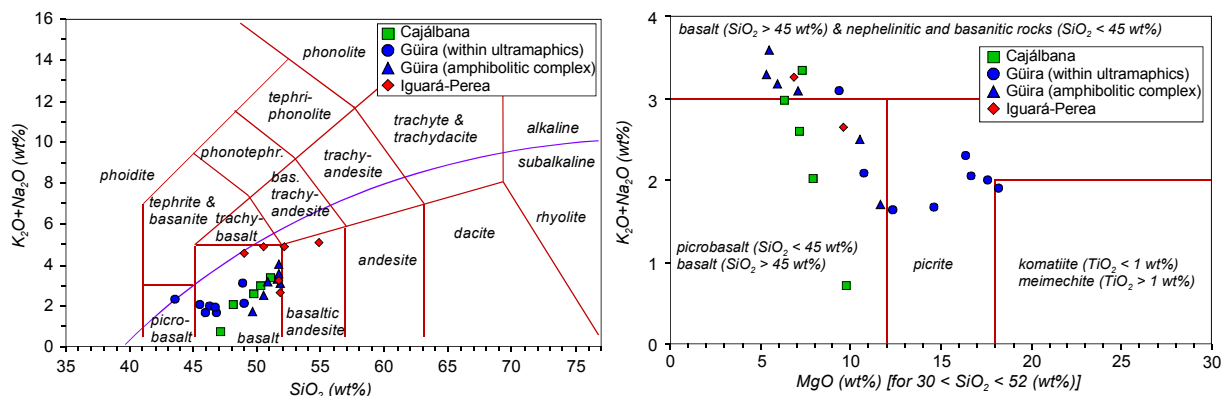 16
14
12
10
8
6
4
2
0
K2O+Na2O (wt%)
35
40
45
50
55
60
65
70
75
SiO2 (wt%)
Cajálbana
Güira (within ultramaphics)
Güira (amphibolitic complex)
Iguará-Perea
phonolite
tephri-
phonolite
trachyte &
trachydacite
alkaline
subalkaline
phonotephr.
trachy-
andesite
phoidite
bas.
trachy-
andesite
tephrite &
basanite
trachy-
basalt
rhyolite
dacite
andesite
basaltic
andesite
picro-
basalt
basalt
4
3
2
1
0
K2O+Na2O (wt%)
0
5
10
15
20
25
30
MgO (wt%) [for 30 < SiO2 < 52 (wt%)]
basalt (SiO2 > 45 wt%) & nephelinitic and basanitic rocks (SiO2 < 45 wt%)
Cajálbana
Güira (within ultramaphics)
Güira (amphibolitic complex)
Iguará-Perea
picrobasalt (SiO2 < 45 wt%)
basalt (SiO2 > 45 wt%)
picrite
komatiite (TiO2 < 1 wt%)
meimechite (TiO2 > 1 wt%)